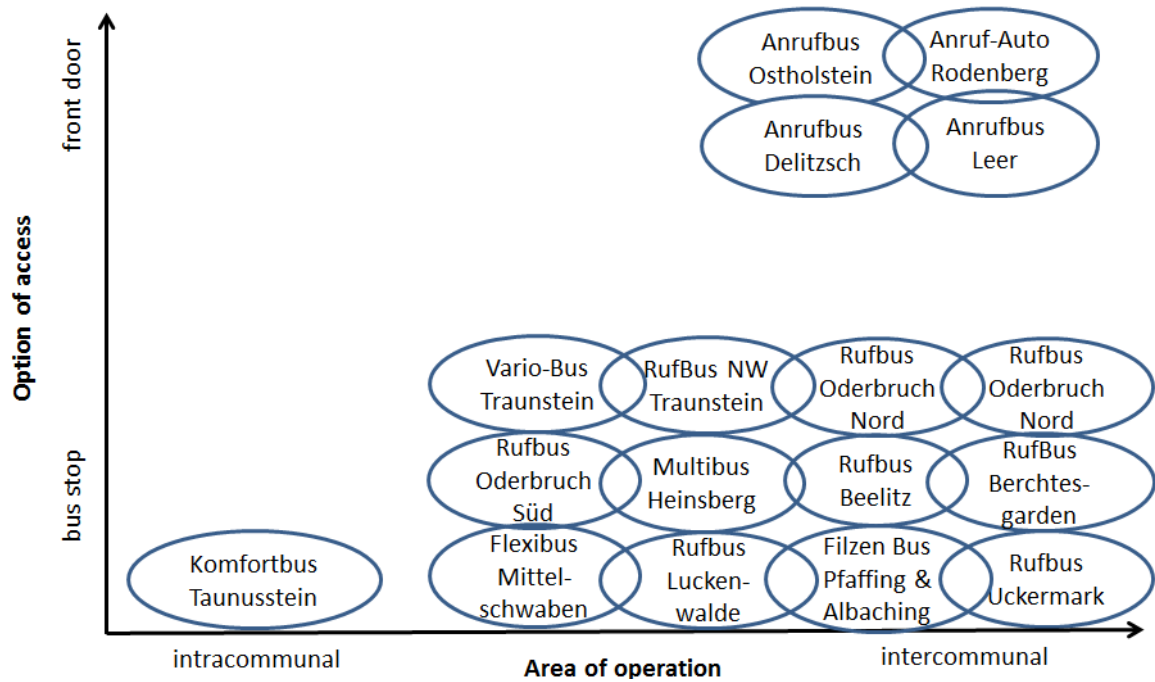 front door
Option of access
bus stop
Anrufbus
Ostholstein
Anruf-Auto
Rodenberg
Anrufbus
Delitzsch
Anrufbus
Leer
Vario-Bus
Traunstein
RufBus NW
Traunstein
Rufbus
Oderbruch
Nord
Rufbus
Oderbruch
Nord
Rufbus
Oderbruch
Süd
Multibus
Heinsberg
Rufbus
Beelitz
RufBus
Berchtes-
garden
Komfortbus
Taunusstein
Flexibus
Mittel-
schwaben
Rufbus
Lucken-
walde
Filzen Bus
Pfaffing &
Albaching
Rufbus
Uckermark
intracommunal
Area of operation
intercommunal